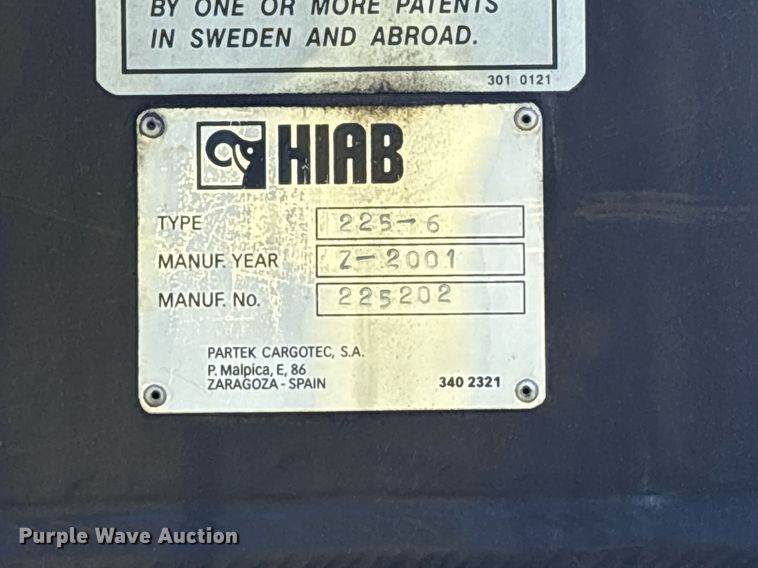 BY ONE OR MORE PATENTS
IN SWEDEN AND ABROAD.
301 0121
HIAB
TYPE 225-6
MANUF. YEAR Z-2001
MANUF. No. 225202
PARTEK CARGOTEC, S.A.
P. Malpica, E, 86
ZARAGOZA - SPAIN 340 2321
Purple Wave Auction